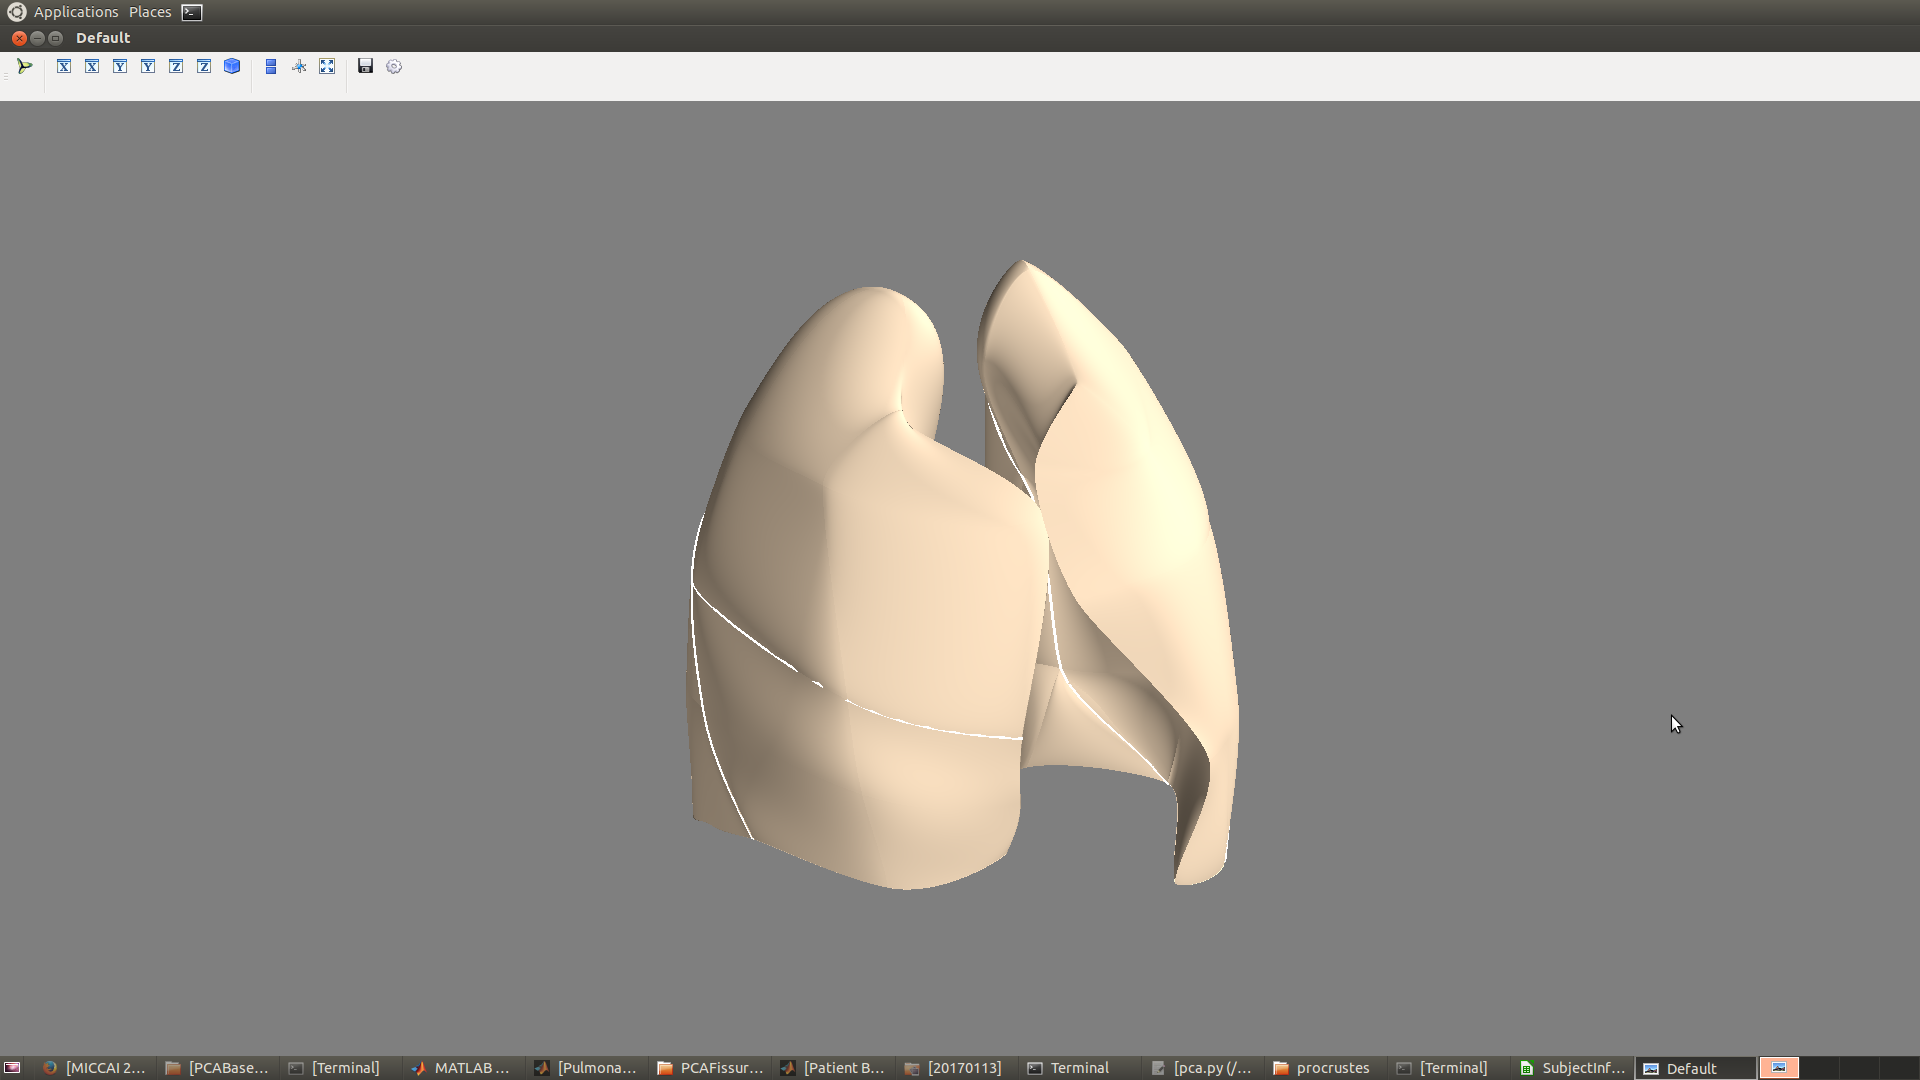 Applications Places
Default
X X Y Y Z Z
[MICCAI 2... [PCABase... [Terminal] MATLAB ... [Pulmona... PCAFissur... [Patient B... [20170113] Terminal [pca.py (/... procrustes [Terminal] SubjectInf... Default